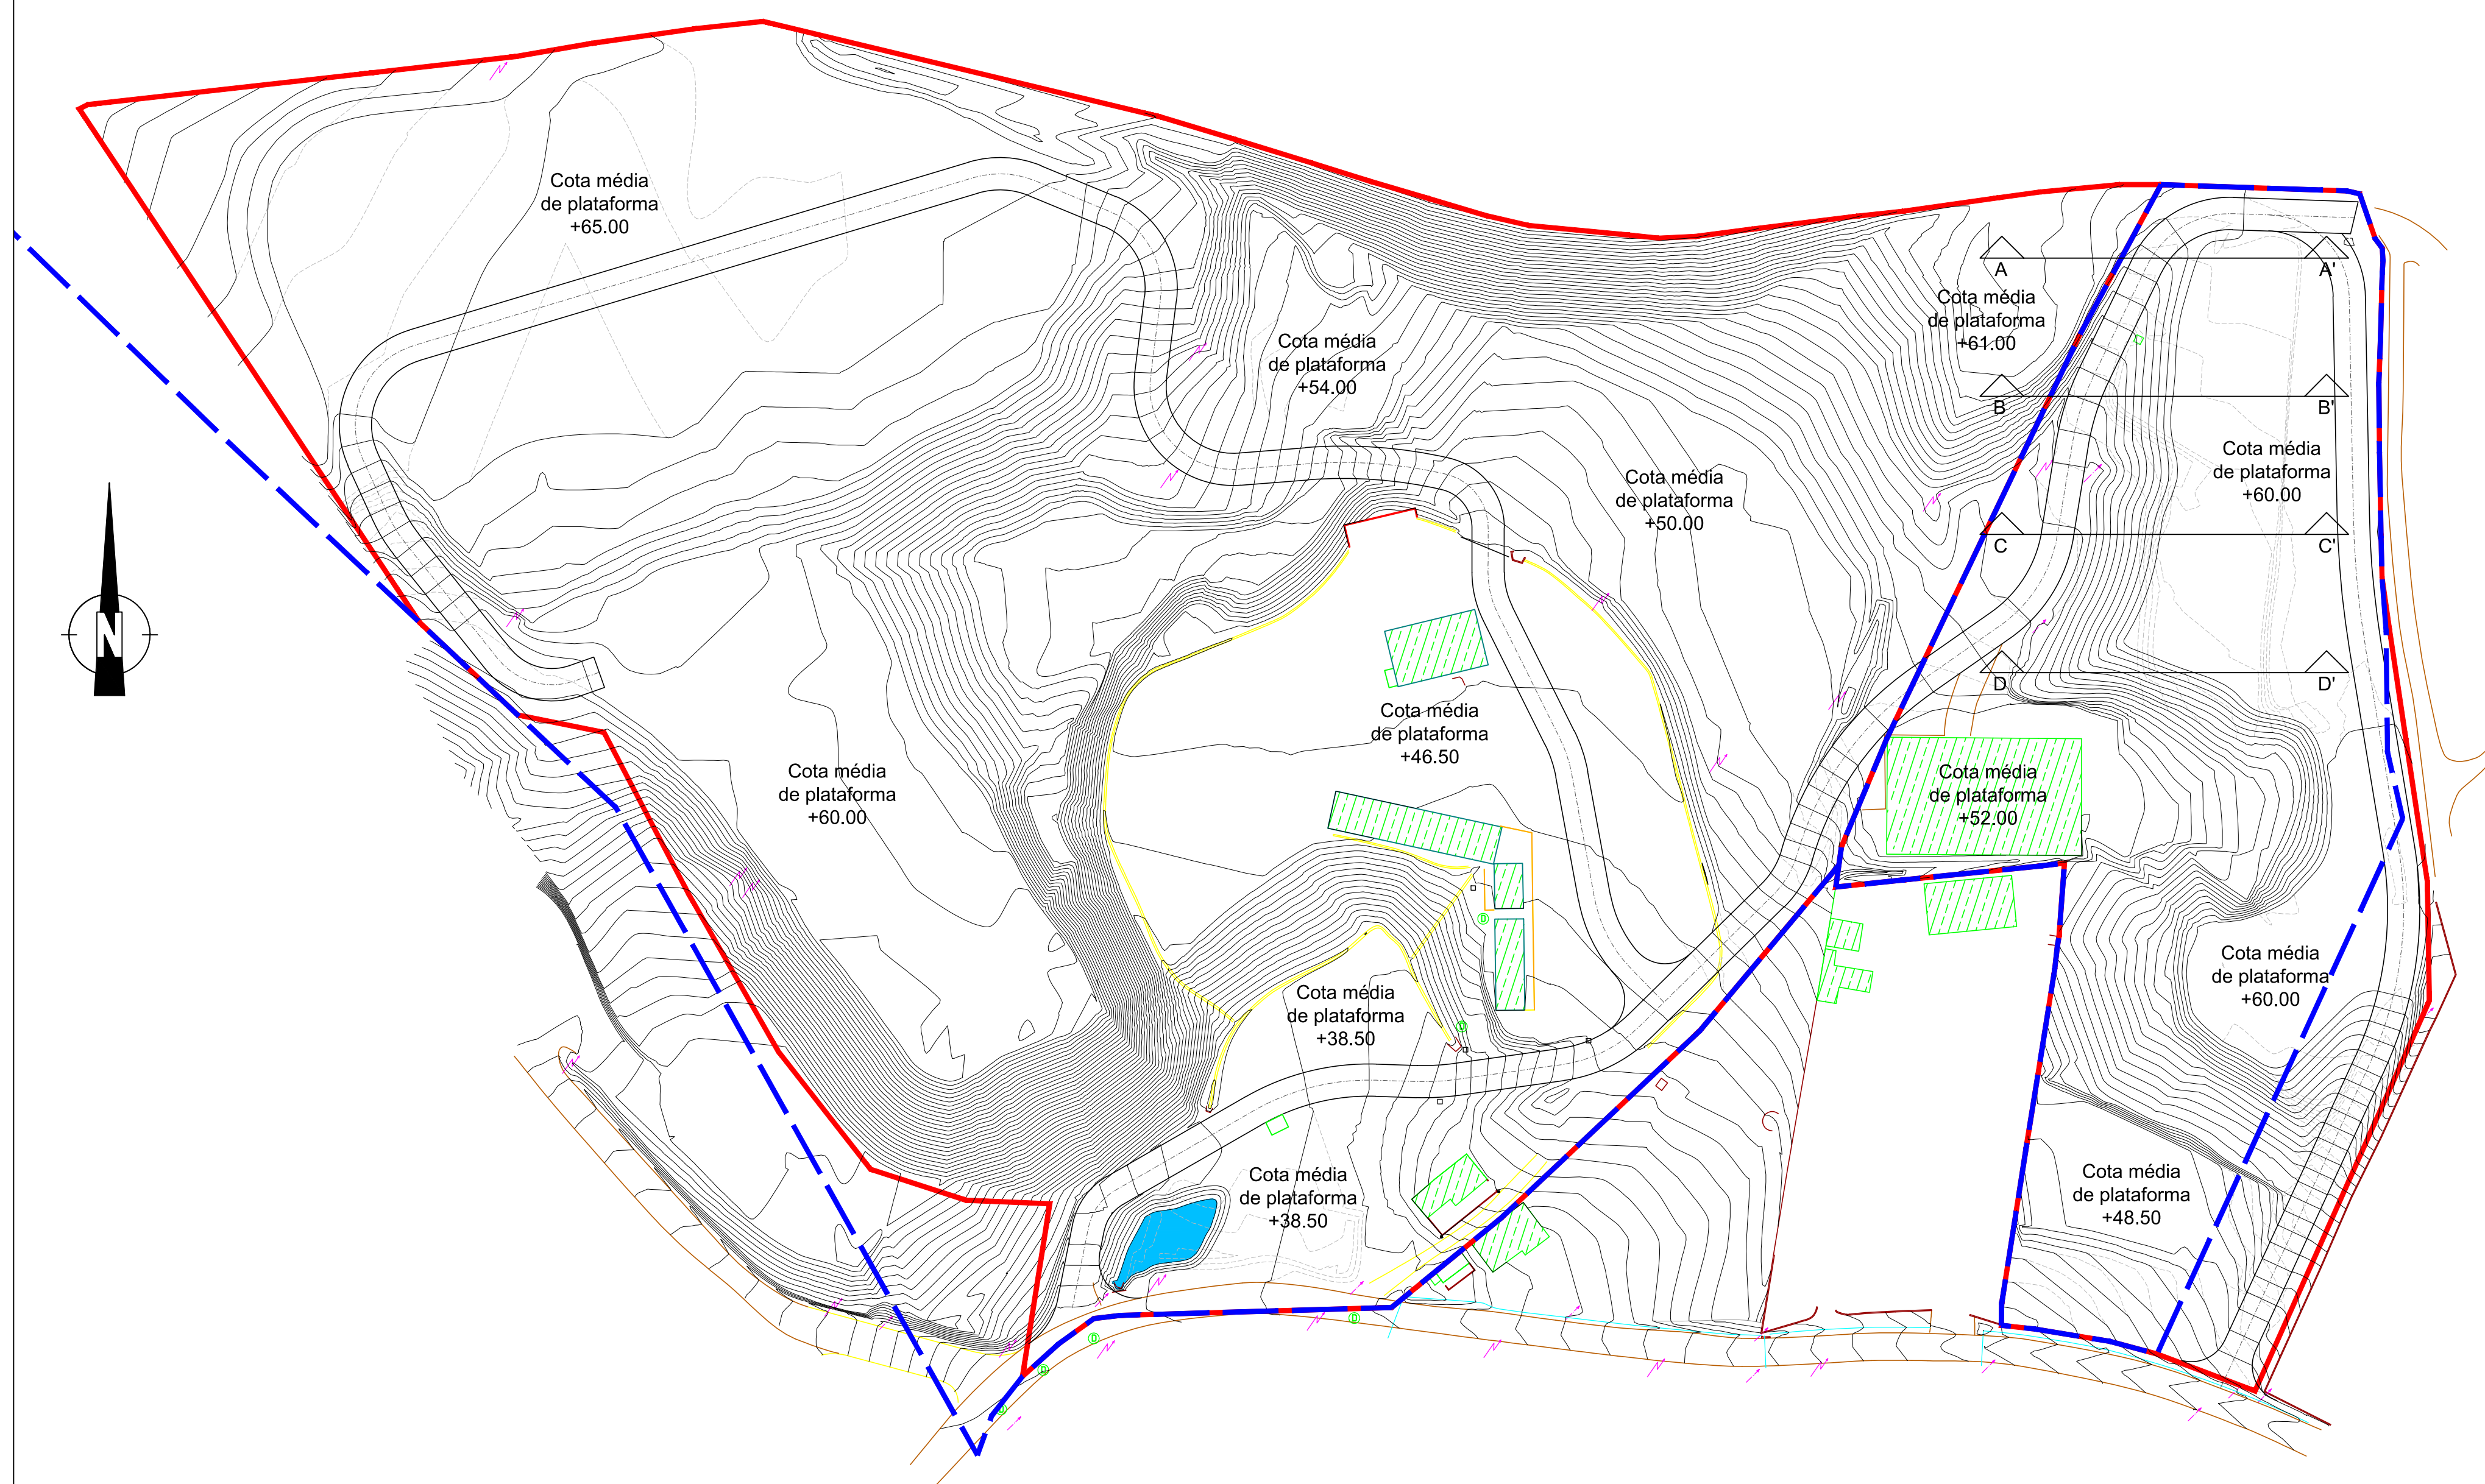 Cota média
de plataforma
+65.00
Cota média
de plataforma
+54.00
Cota média
de plataforma
+61.00
A
A'
B
B'
Cota média
de plataforma
+50.00
Cota média
de plataforma
+60.00
C
C'
N
D
D'
Cota média
de plataforma
+46.50
Cota média
de plataforma
+60.00
Cota média
de plataforma
+52.00
D
Cota média
de plataforma
+60.00
Cota média
de plataforma
+38.50
D
Cota média
de plataforma
+38.50
Cota média
de plataforma
+48.50
D
D